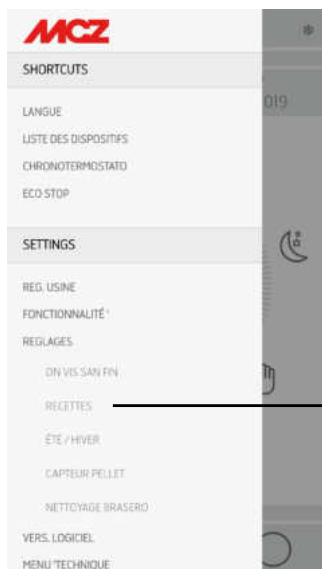 MCZ
SHORTCUTS
LANGUE
LISTE DES DISPOSITIFS
CHRONOTERMOSTATO
ECO STOP
SETTINGS
REG. USINE
FONCTIONNALITÉ
REGLAGES
ON VIS SAN FIN
RECETTES
ÉTÉ / HIVER
CAPTEUR PELLET
NETTOYAGE BRASERO
VERS. LOGICIEL
MENU TECHNIQUE
019